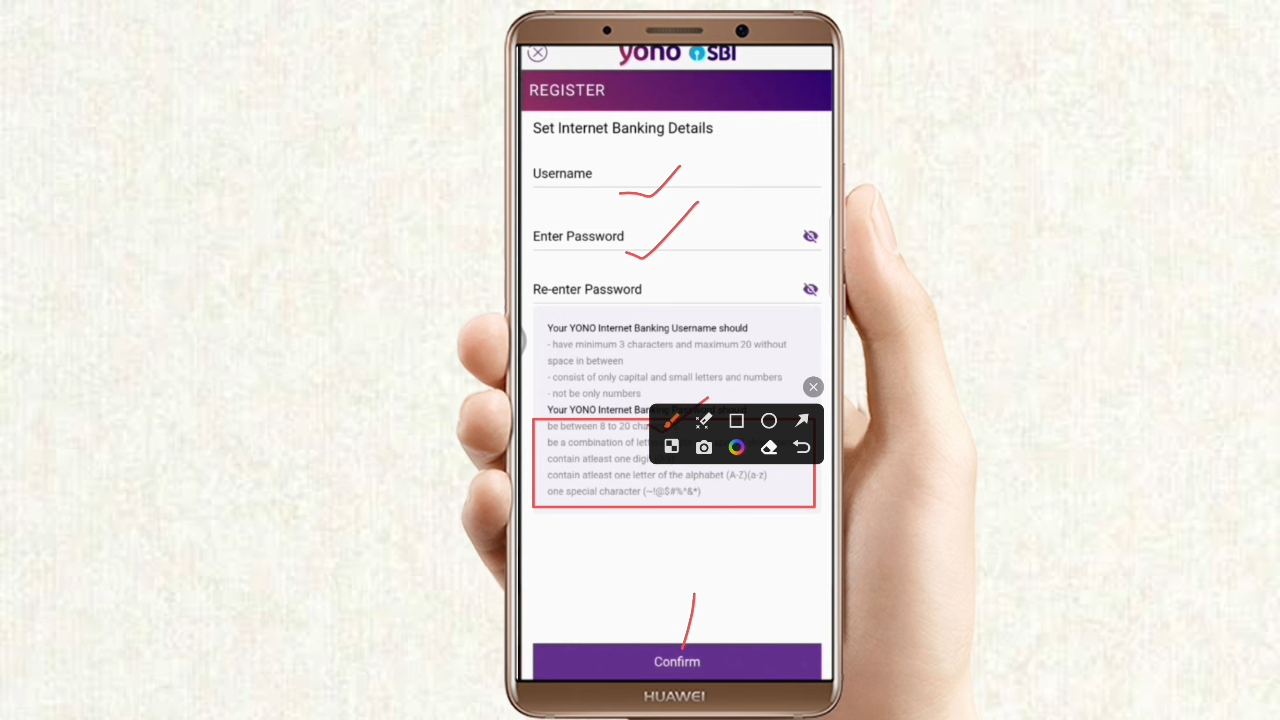 yono SBI
REGISTER
Set Internet Banking Details
Username
Enter Password
Re-enter Password
Your YONO Internet Banking Username should
- have minimum 3 characters and maximum 20 without
space in between
- consist of only capital and small letters and numbers
- not be only numbers
Your YONO Internet Banking Password should
be between 8 to 20
be a combination of
contain atleast one
contain atleast one letter of the alphabet (A-Z)(a-z)
one special character (~!@$#%^&*)
Confirm
HUAWEI